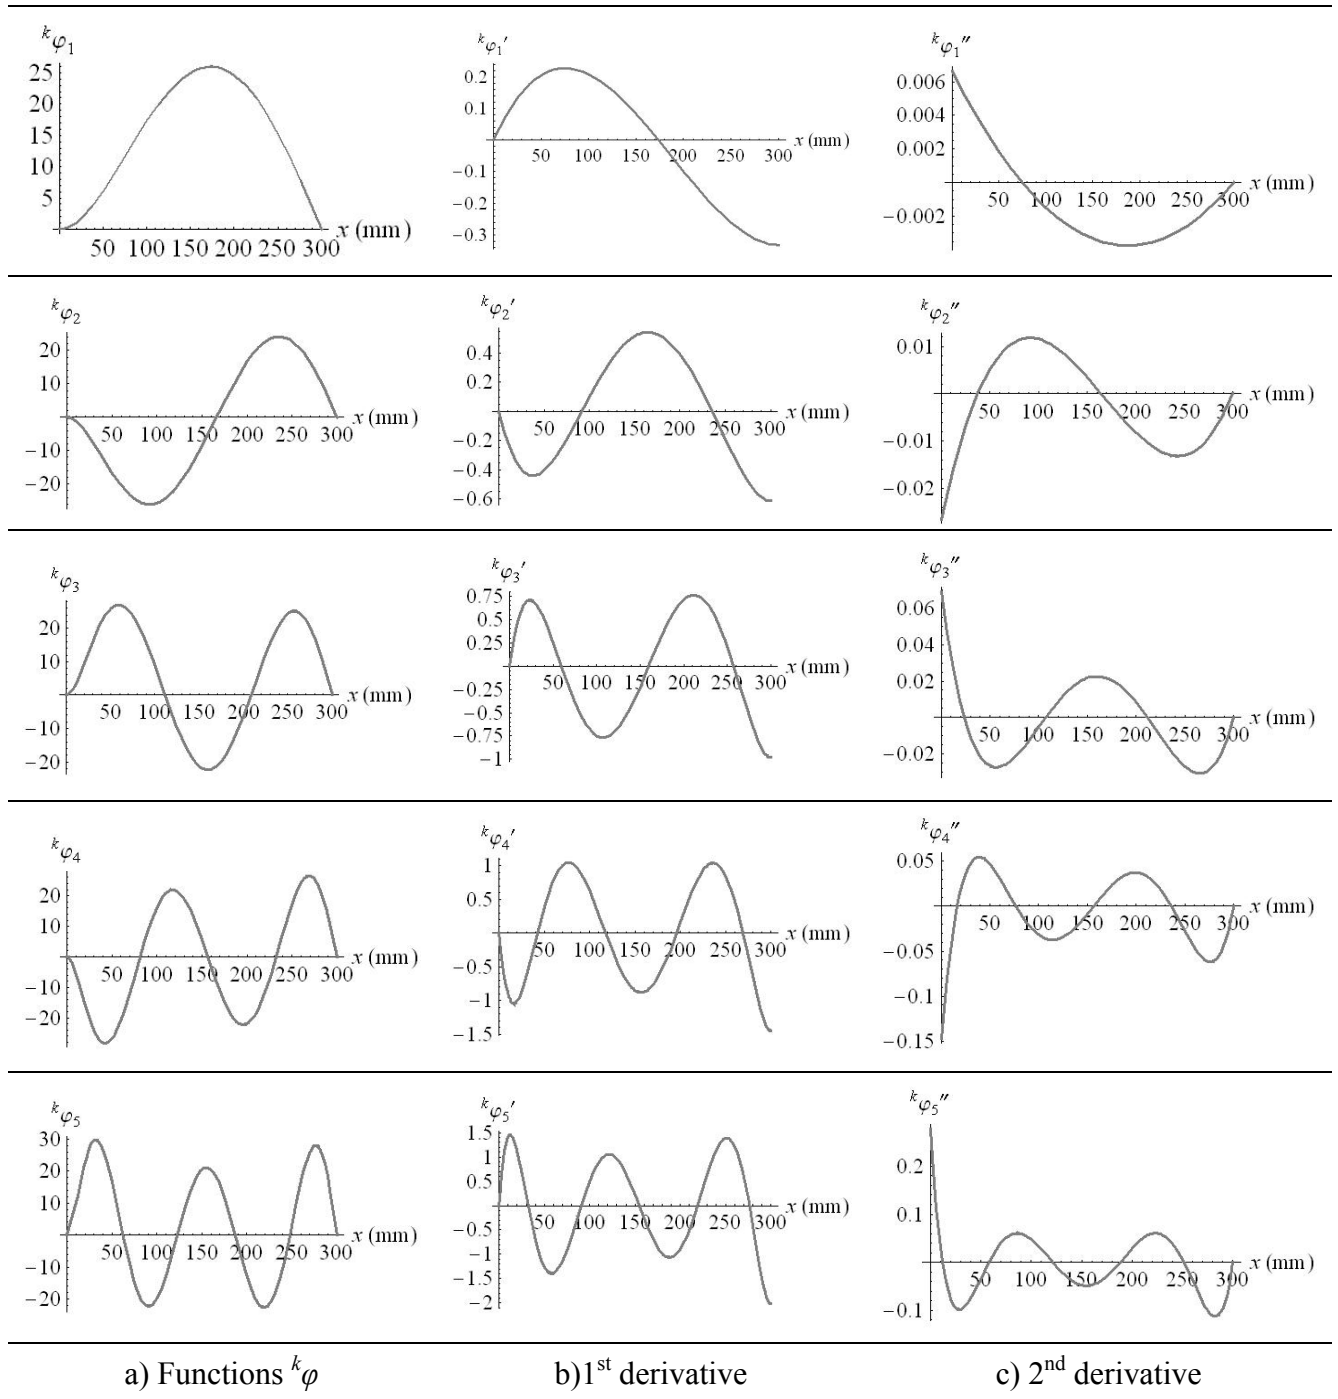 kφ1
25
20
15
10
5
50 100 150 200 250 300
x (mm)
kφ1′
0.2
0.1
−0.1
−0.2
−0.3
50 100 150 200 250 300
x (mm)
kφ1″
0.006
0.004
0.002
−0.002
50 100 150 200 250 300
x (mm)
kφ2
20
10
−10
−20
50 100 150 200 250 300
x (mm)
kφ2′
0.4
0.2
−0.2
−0.4
−0.6
50 100 150 200 250 300
x (mm)
kφ2″
0.01
−0.01
−0.02
50 100 150 200 250 300
x (mm)
kφ3
20
10
−10
−20
50 100 150 200 250 300
x (mm)
kφ3′
0.75
0.5
0.25
−0.25
−0.5
−0.75
−1
50 100 150 200 250 300
x (mm)
kφ3″
0.06
0.04
0.02
−0.02
50 100 150 200 250 300
x (mm)
kφ4
20
10
−10
−20
50 100 150 200 250 300
x (mm)
kφ4′
1
0.5
−0.5
−1
−1.5
50 100 150 200 250 300
x (mm)
kφ4″
0.05
−0.05
−0.1
−0.15
50 100 150 200 250 300
x (mm)
kφ5
30
20
10
−10
−20
50 100 150 200 250 300
x (mm)
kφ5′
1.5
1
0.5
−0.5
−1
−1.5
−2
50 100 150 200 250 300
x (mm)
kφ5″
0.2
0.1
−0.1
50 100 150 200 250 300
x (mm)
a) Functions kφ
b)1st derivative
c) 2nd derivative